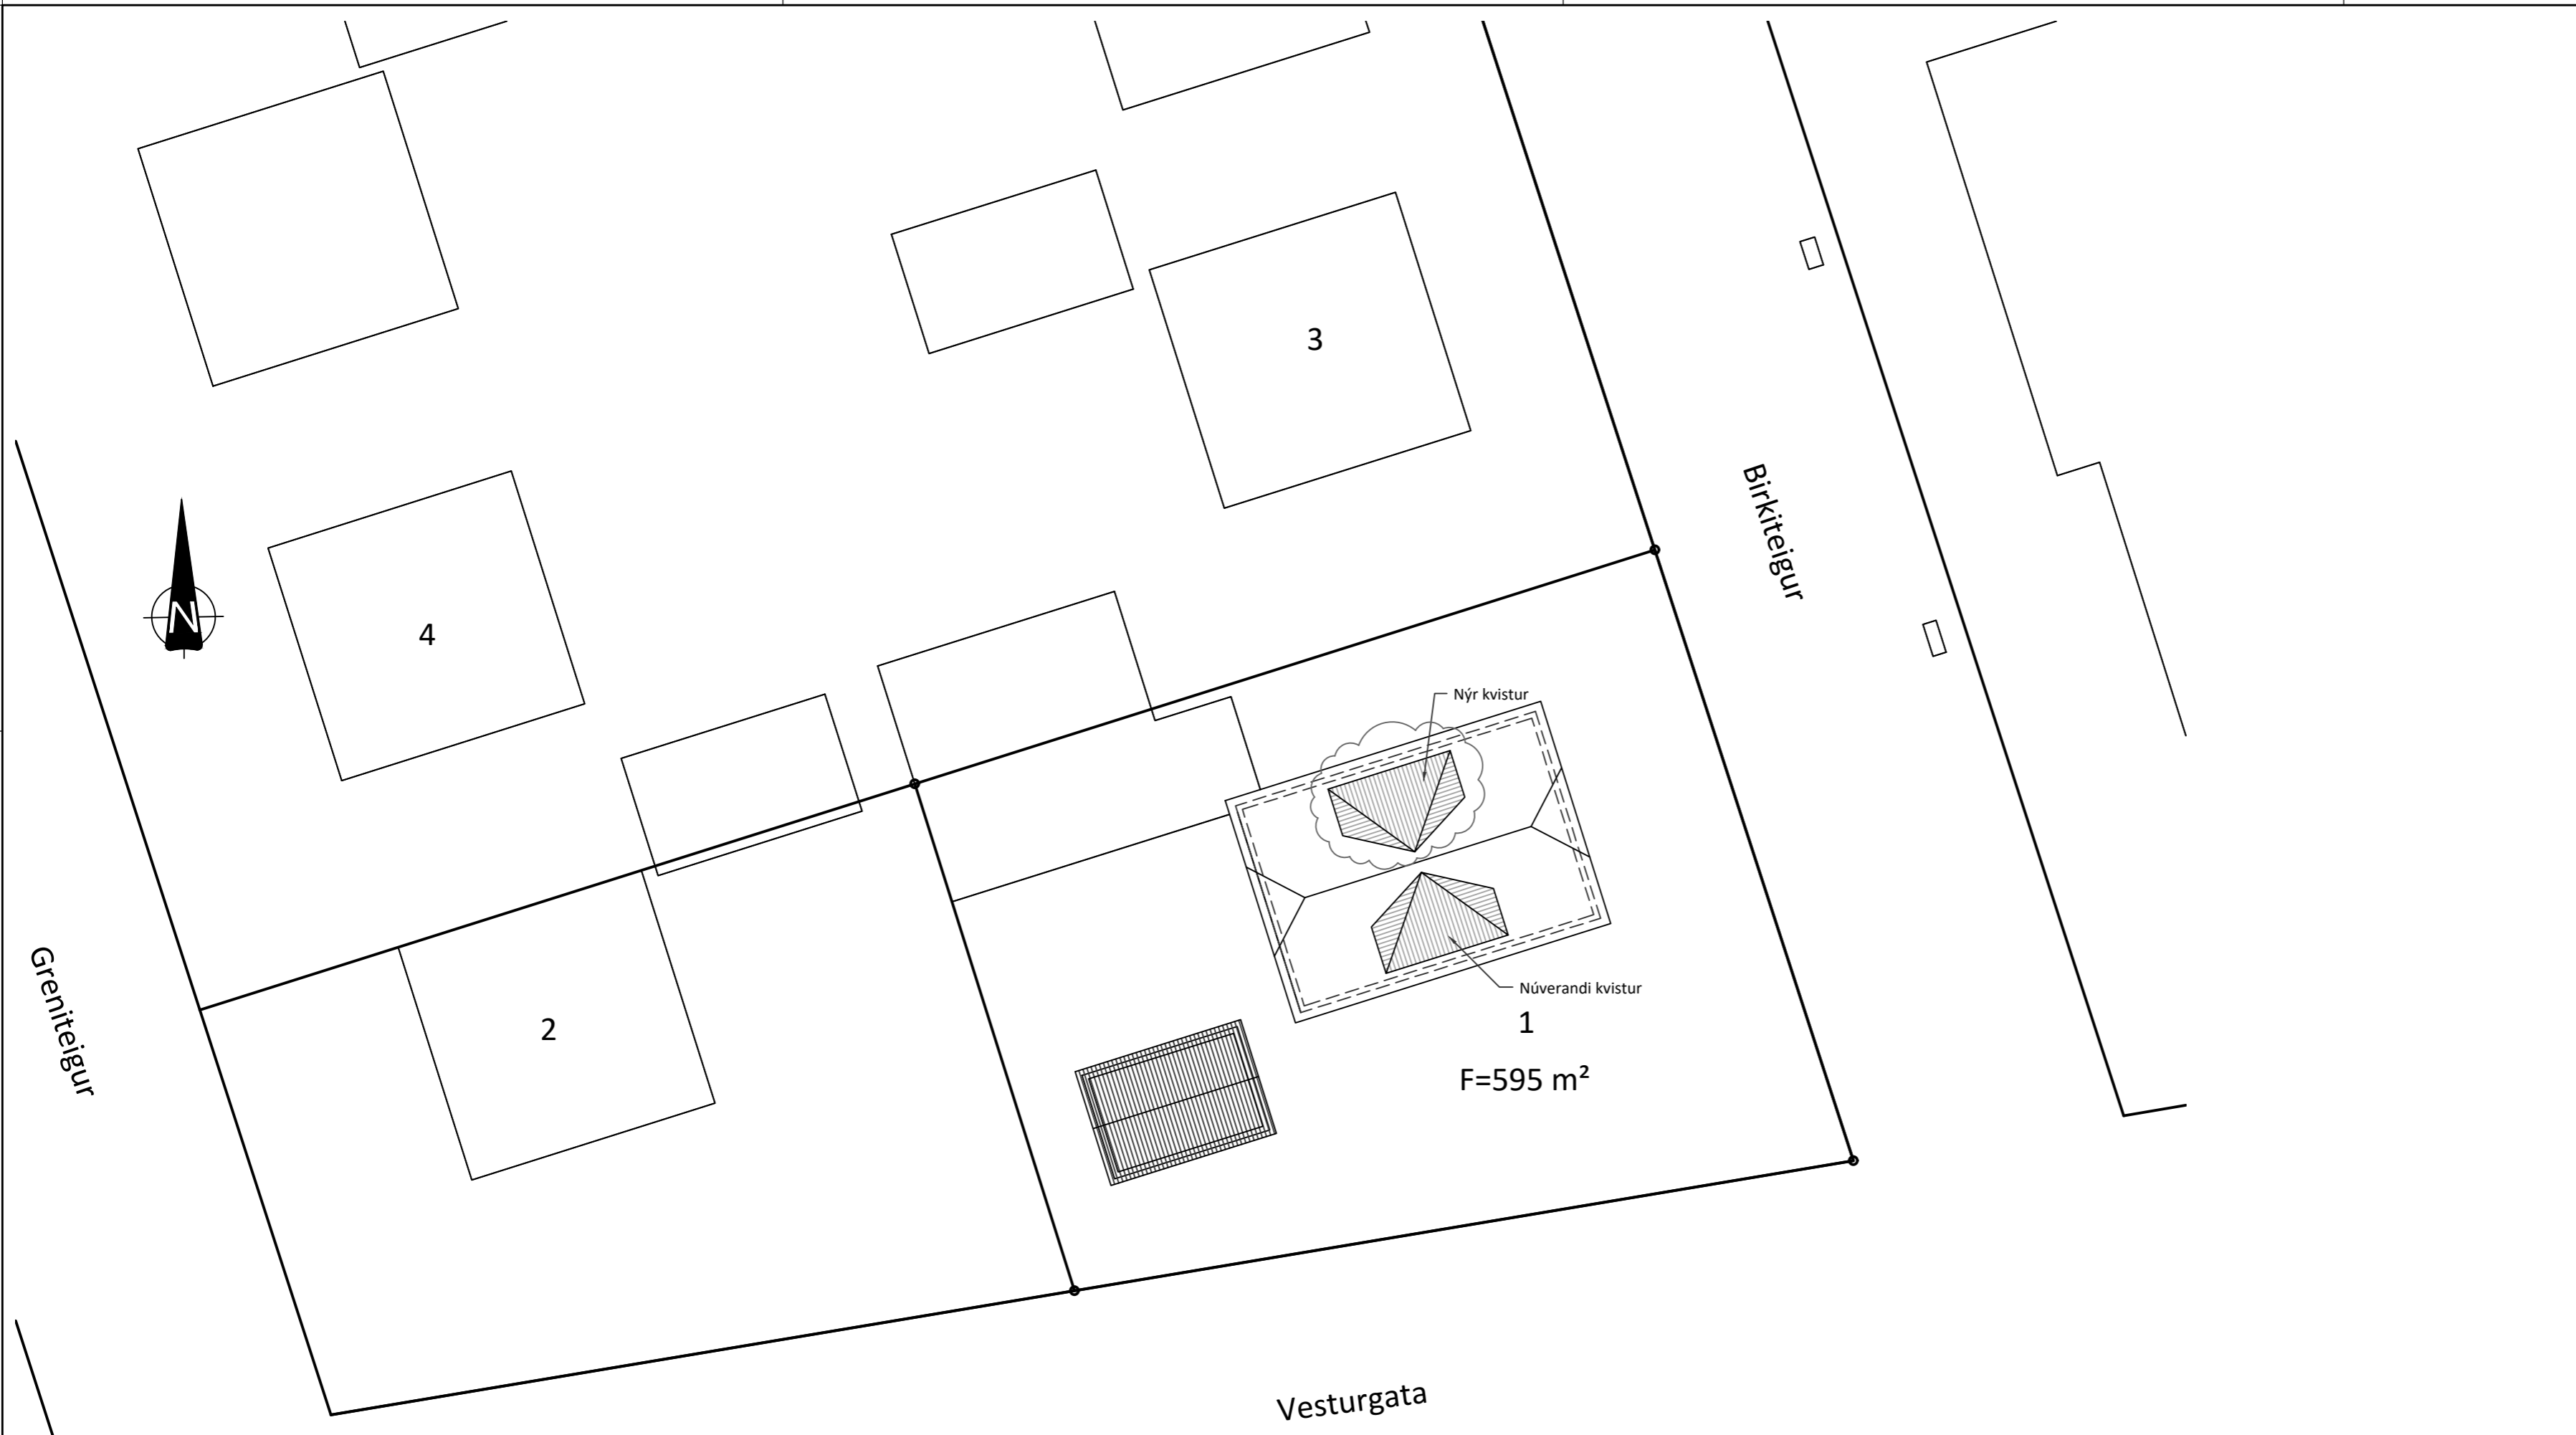 3
Birkiteigur
N
4
Nýr kvistur
Greniteigur
2
Núverandi kvistur
1
F=595 m²
Vesturgata